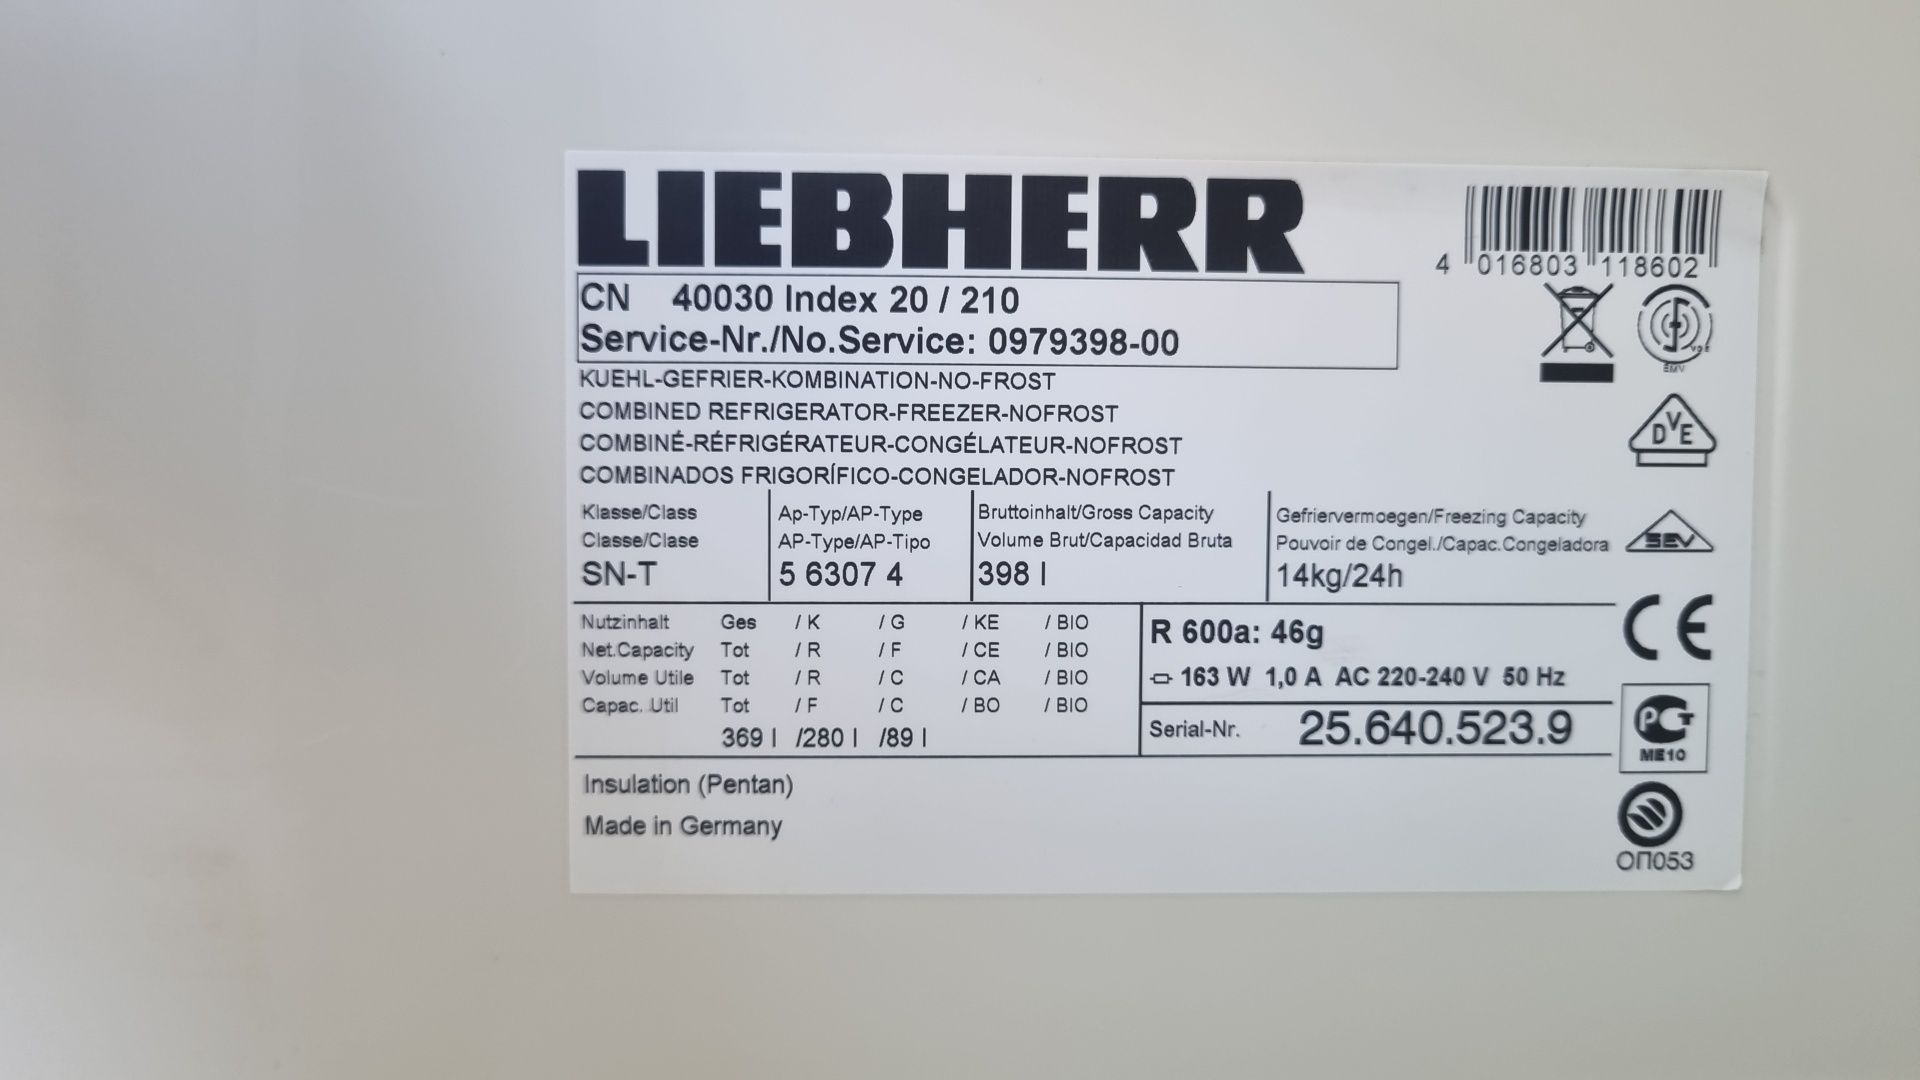 LIEBHERR
4 016803 118602
CN 40030 Index 20 / 210
Service-Nr./No.Service: 0979398-00
KUEHL-GEFRIER-KOMBINATION-NO-FROST
COMBINED REFRIGERATOR-FREEZER-NOFROST
COMBINÉ-RÉFRIGÉRATEUR-CONGÉLATEUR-NOFROST
COMBINADOS FRIGORÍFICO-CONGELADOR-NOFROST
VDE
EMV
DVE
SEV
Klasse/Class
Classe/Clase
SN-T
Ap-Typ/AP-Type
AP-Type/AP-Tipo
5 6307 4
Bruttoinhalt/Gross Capacity
Volume Brut/Capacidad Bruta
398 l
Gefriervermoegen/Freezing Capacity
Pouvoir de Congel./Capac.Congeladora
14kg/24h
Nutzinhalt Ges / K / G / KE / BIO
Net.Capacity Tot / R / F / CE / BIO
Volume Utile Tot / R / C / CA / BIO
Capac. Util Tot / F / C / BO / BIO
369 l /280 l /89 l
R 600a: 46g
163 W 1,0 A AC 220-240 V 50 Hz
Serial-Nr. 25.640.523.9
CE
PCT
ME10
ОП053
Insulation (Pentan)
Made in Germany